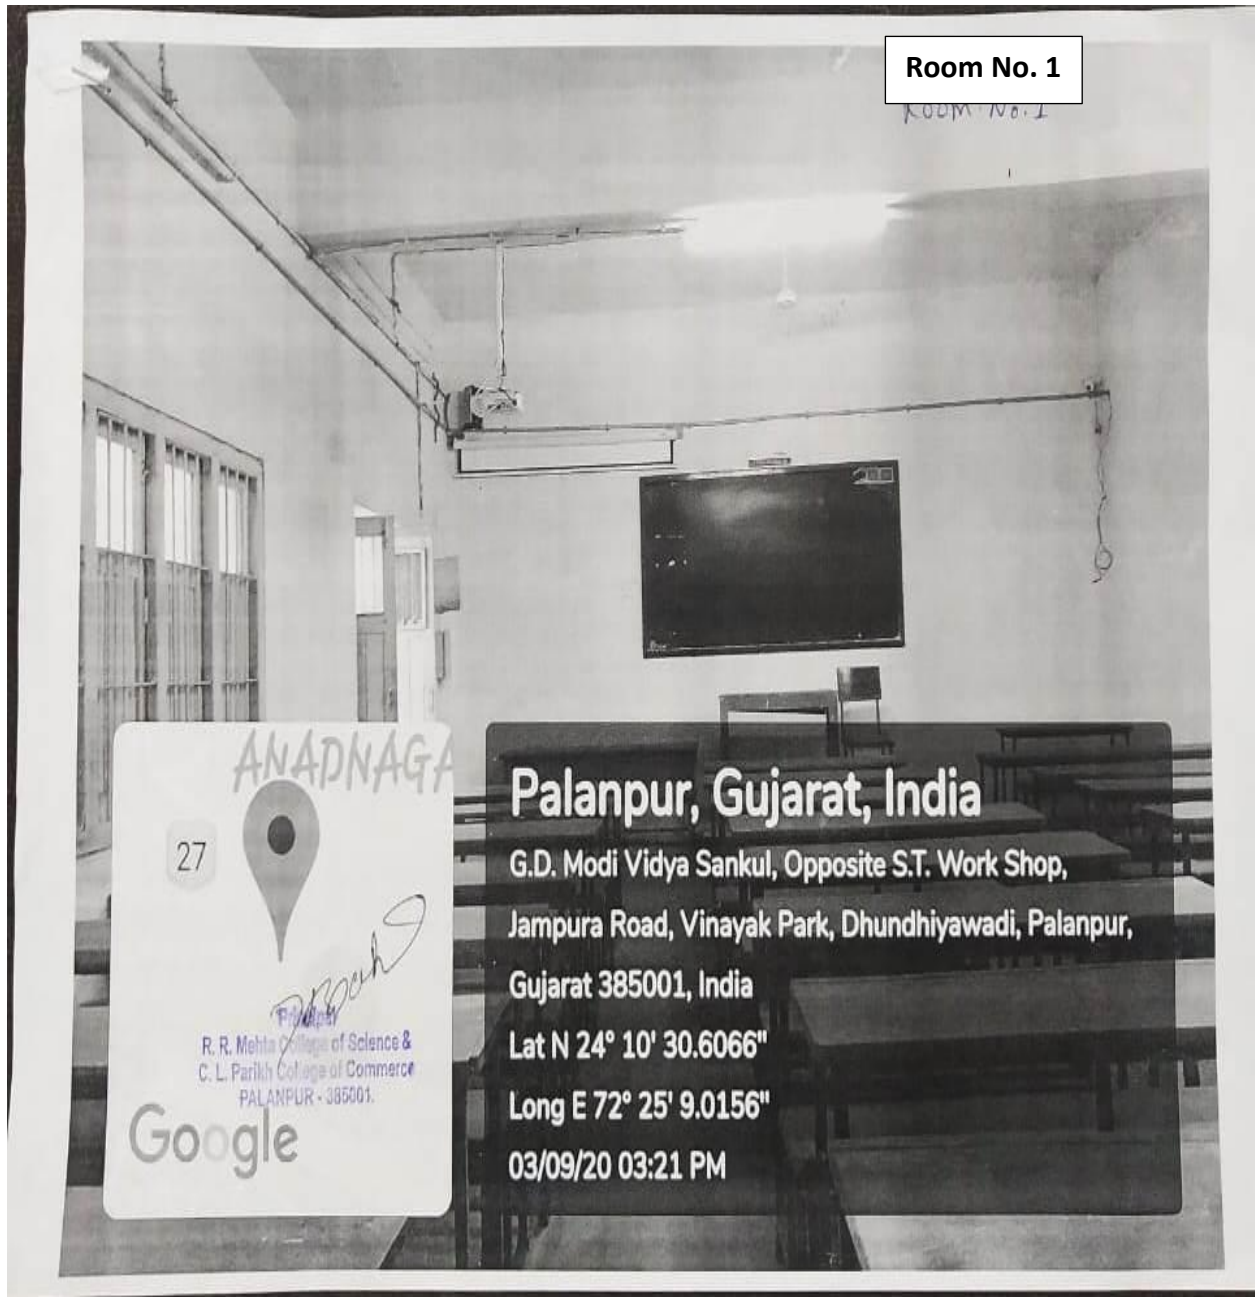 Room No. 1
ROOM No. 1
ANADNAGA
27
Principal
R. R. Mehta College of Science &
C. L. Parikh College of Commerce
PALANPUR - 385001.
Google
Palanpur, Gujarat, India
G.D. Modi Vidya Sankul, Opposite S.T. Work Shop,
Jampura Road, Vinayak Park, Dhundhiyawadi, Palanpur,
Gujarat 385001, India
Lat N 24° 10' 30.6066"
Long E 72° 25' 9.0156"
03/09/20 03:21 PM